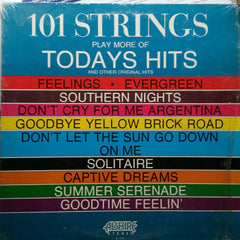 101 STRINGS
PLAY MORE OF
TODAYS HITS
AND OTHER ORIGINAL HITS
FEELINGS • EVERGREEN
SOUTHERN NIGHTS
DON'T CRY FOR ME ARGENTINA
GOODBYE YELLOW BRICK ROAD
DON'T LET THE SUN GO DOWN
ON ME
SOLITAIRE
CAPTIVE DREAMS
SUMMER SERENADE
GOODTIME FEELIN'
ALSHIRE
STEREO